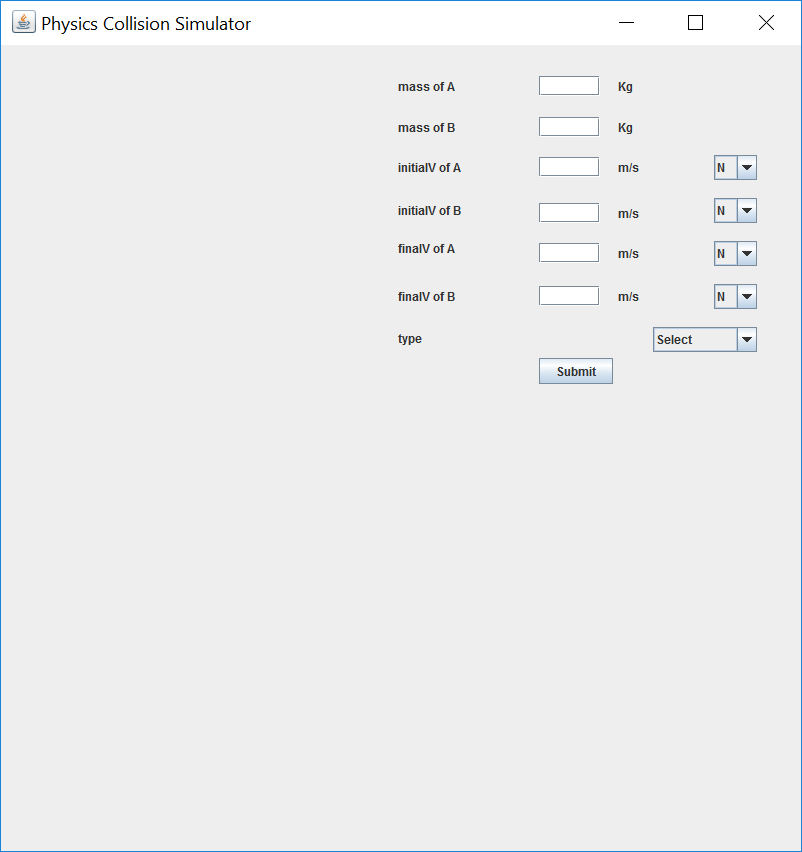 Physics Collision Simulator
mass of A Kg
mass of B Kg
initialV of A m/s N
initialV of B m/s N
finalV of A m/s N
finalV of B m/s N
type Select
Submit